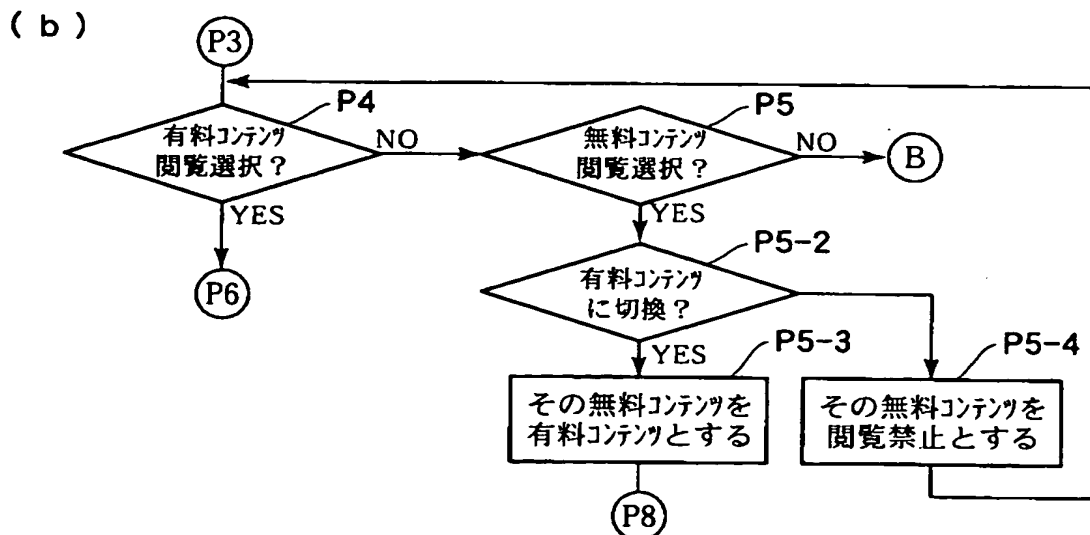 (b)
P3
P4
有料コンテンツ
閲覧選択?
NO
YES
P6
P5
無料コンテンツ
閲覧選択?
NO
B
YES
P5-2
有料コンテンツ
に切換?
YES
P5-3
その無料コンテンツを
有料コンテンツとする
P8
P5-4
その無料コンテンツを
閲覧禁止とする